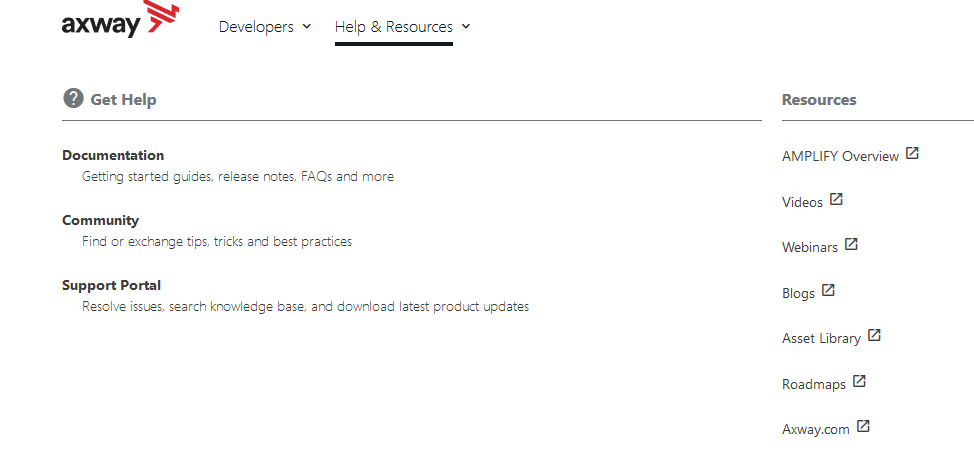 axway
Developers
Help & Resources
Get Help
Documentation
Getting started guides, release notes, FAQs and more
Community
Find or exchange tips, tricks and best practices
Support Portal
Resolve issues, search knowledge base, and download latest product updates
Resources
AMPLIFY Overview
Videos
Webinars
Blogs
Asset Library
Roadmaps
Axway.com